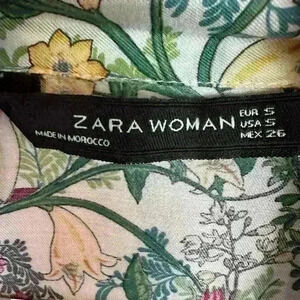 ZARA WOMAN
MADE IN MOROCCO
EUR S
USA S
MEX 26